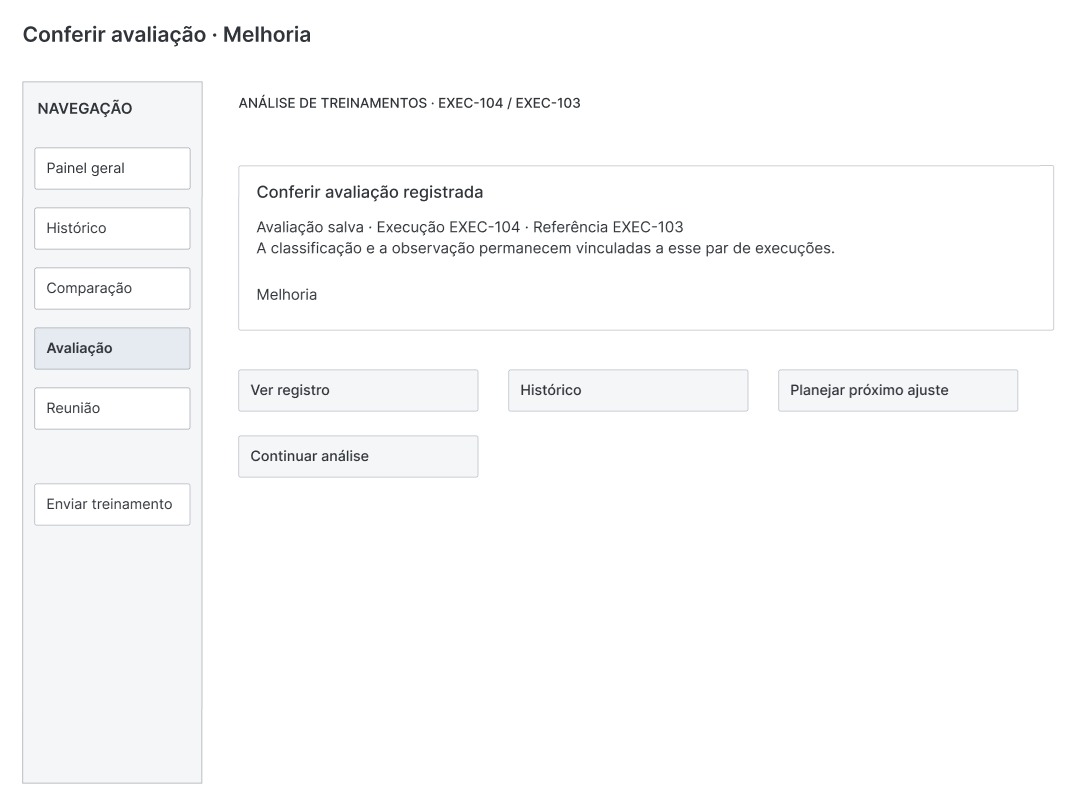 Conferir avaliação · Melhoria
NAVEGAÇÃO
Painel geral
Histórico
Comparação
Avaliação
Reunião
Enviar treinamento
ANÁLISE DE TREINAMENTOS · EXEC-104 / EXEC-103
Conferir avaliação registrada
Avaliação salva · Execução EXEC-104 · Referência EXEC-103
A classificação e a observação permanecem vinculadas a esse par de execuções.
Melhoria
Ver registro
Histórico
Planejar próximo ajuste
Continuar análise